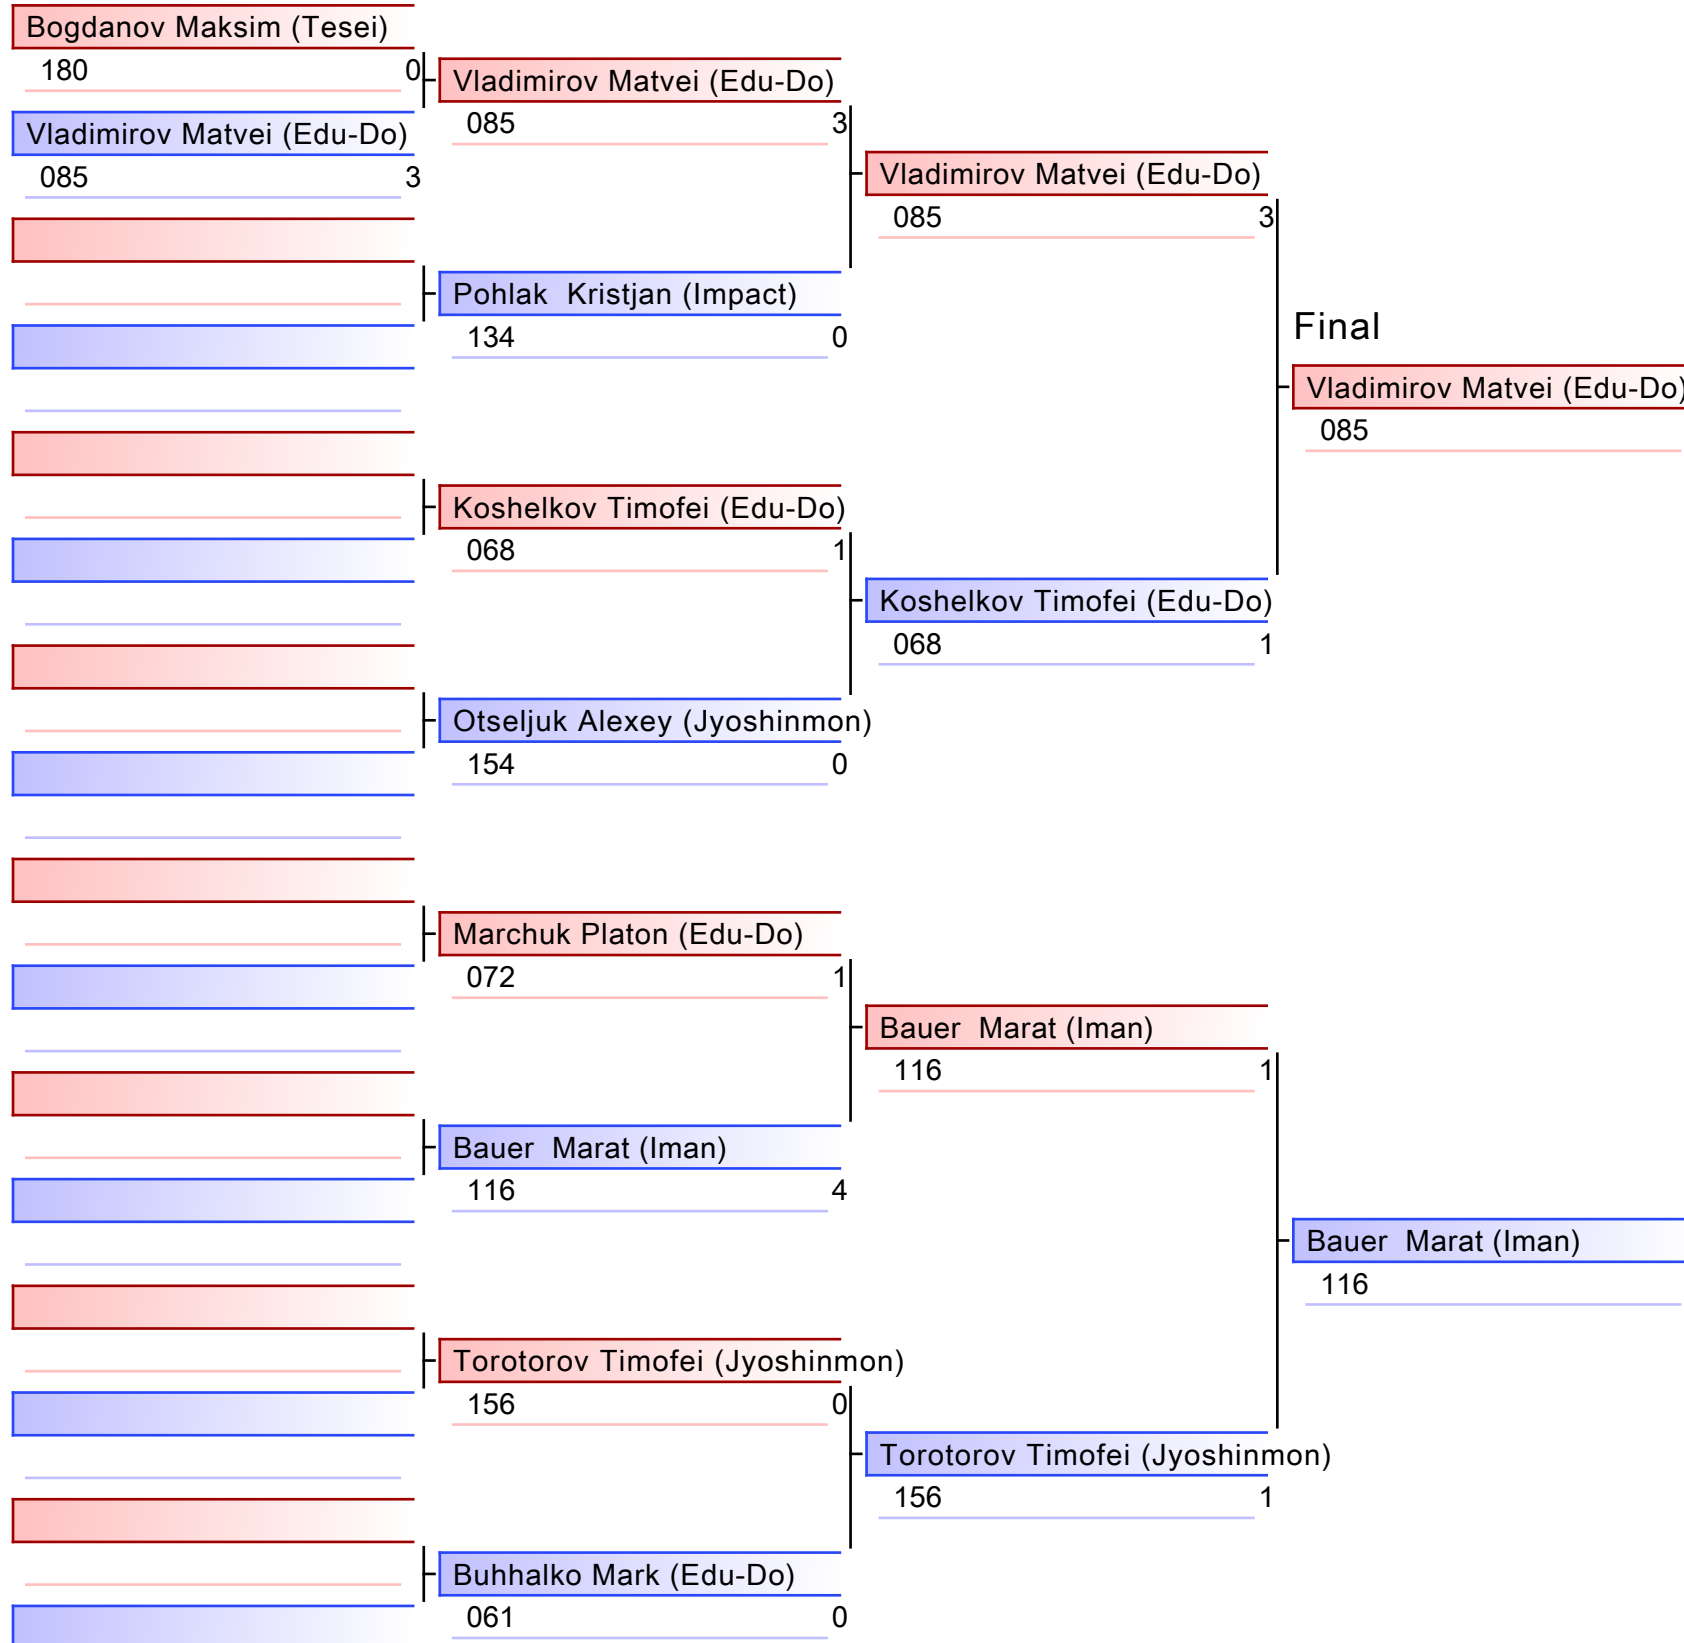 Bogdanov Maksim (Tesei)
180 0
Vladimirov Matvei (Edu-Do)
085 3
Vladimirov Matvei (Edu-Do)
085 3
Pohlak  Kristjan (Impact)
134 0
Koshelkov Timofei (Edu-Do)
068 1
Otseljuk Alexey (Jyoshinmon)
154 0
Marchuk Platon (Edu-Do)
072 1
Bauer  Marat (Iman)
116 4
Torotorov Timofei (Jyoshinmon)
156 0
Buhhalko Mark (Edu-Do)
061 0
Vladimirov Matvei (Edu-Do)
085 3
Koshelkov Timofei (Edu-Do)
068 1
Bauer  Marat (Iman)
116 1
Torotorov Timofei (Jyoshinmon)
156 1
Final
Vladimirov Matvei (Edu-Do)
085
Bauer  Marat (Iman)
116